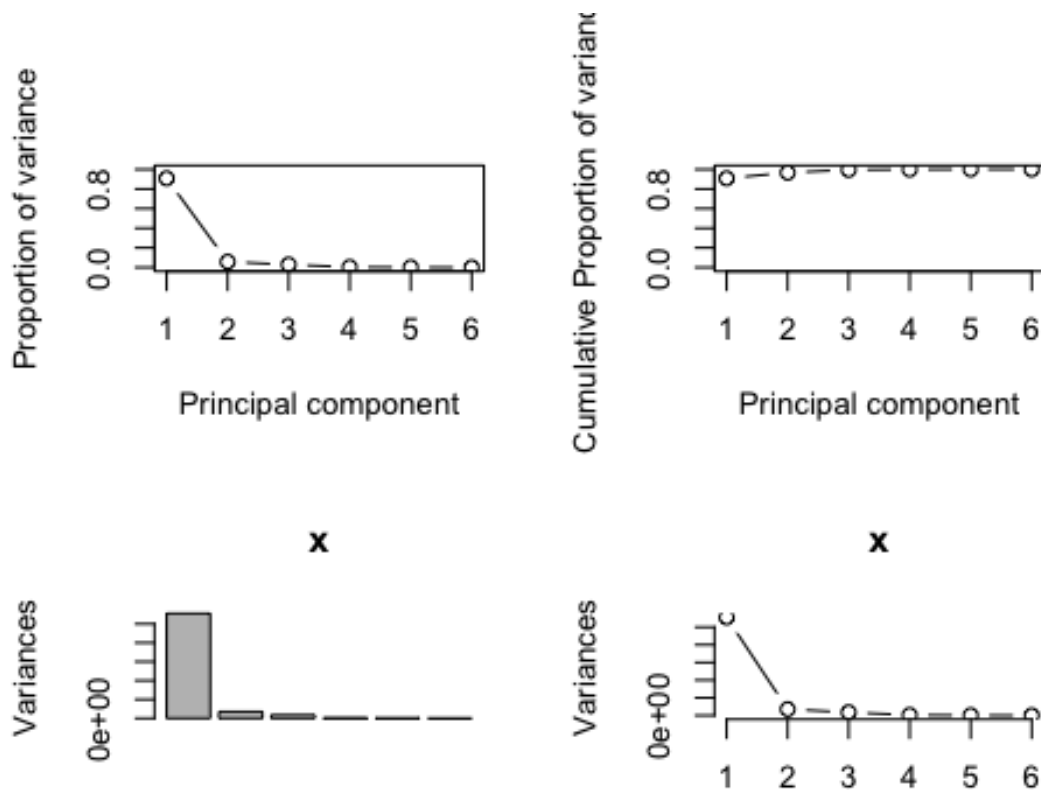 Proportion of variance
0.8
0.0
1 2 3 4 5 6
Principal component
Cumulative Proportion of varianc
0.8
0.0
1 2 3 4 5 6
Principal component
x
Variances
0e+00
x
Variances
0e+00
1 2 3 4 5 6